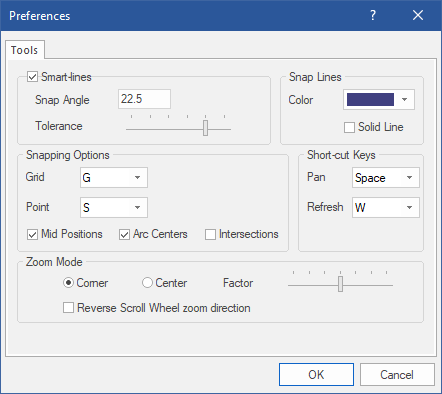 Preferences
Tools
Smart-lines
Snap Angle 22.5
Tolerance
Snap Lines
Color
Solid Line
Snapping Options
Grid G
Point S
Mid Positions Arc Centers Intersections
Short-cut Keys
Pan Space
Refresh W
Zoom Mode
Corner Center Factor
Reverse Scroll Wheel zoom direction
OK Cancel